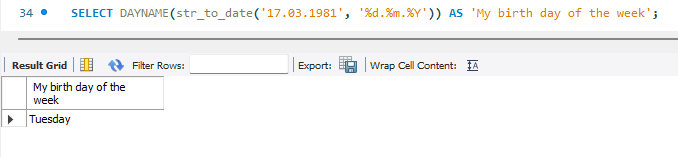 34 SELECT DAYNAME(str_to_date('17.03.1981', '%d.%m.%Y')) AS 'My birth day of the week';
Result Grid Filter Rows: Export: Wrap Cell Content:
My birth day of the
week
Tuesday